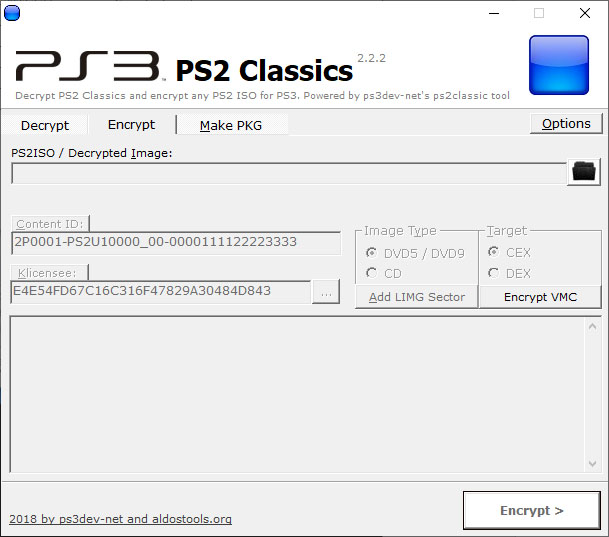 PS3™ PS2 Classics 2.2.2
Decrypt PS2 Classics and encrypt any PS2 ISO for PS3. Powered by ps3dev-net's ps2classic tool
Decrypt Encrypt Make PKG Options
PS2ISO / Decrypted Image:
Content ID:
2P0001-PS2U10000_00-0000111122223333
Klicensee:
E4E54FD67C16C316F47829A30484D843
...
Image Type
DVD5 / DVD9
CD
Add LIMG Sector
Target
CEX
DEX
Encrypt VMC
2018 by ps3dev-net and aldostools.org
Encrypt >